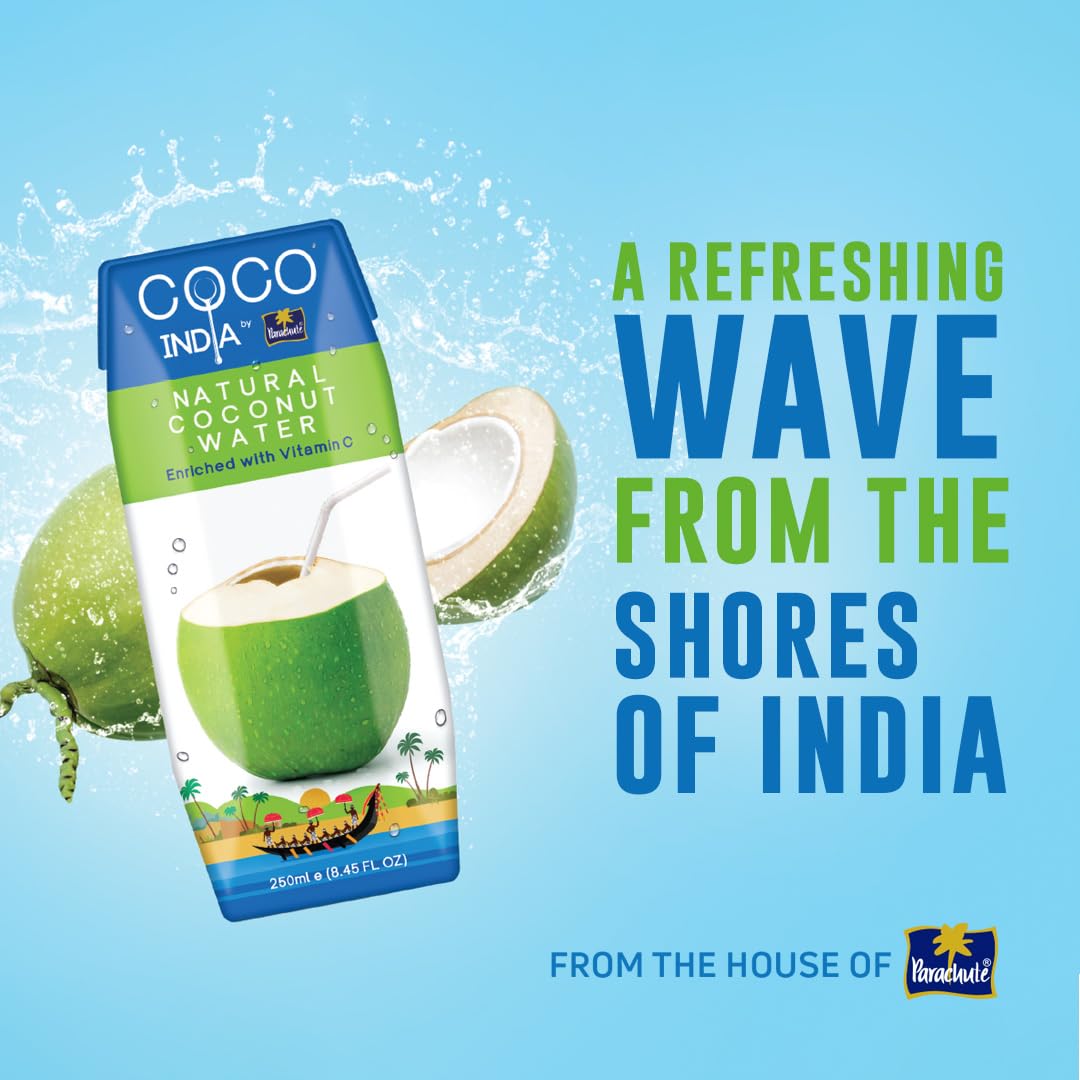 COCO
INDIA by Parachute
NATURAL
COCONUT
WATER
Enriched with Vitamin C
250ml e (8.45 FL OZ)
A REFRESHING
WAVE
FROM THE
SHORES
OF INDIA
FROM THE HOUSE OF Parachute®